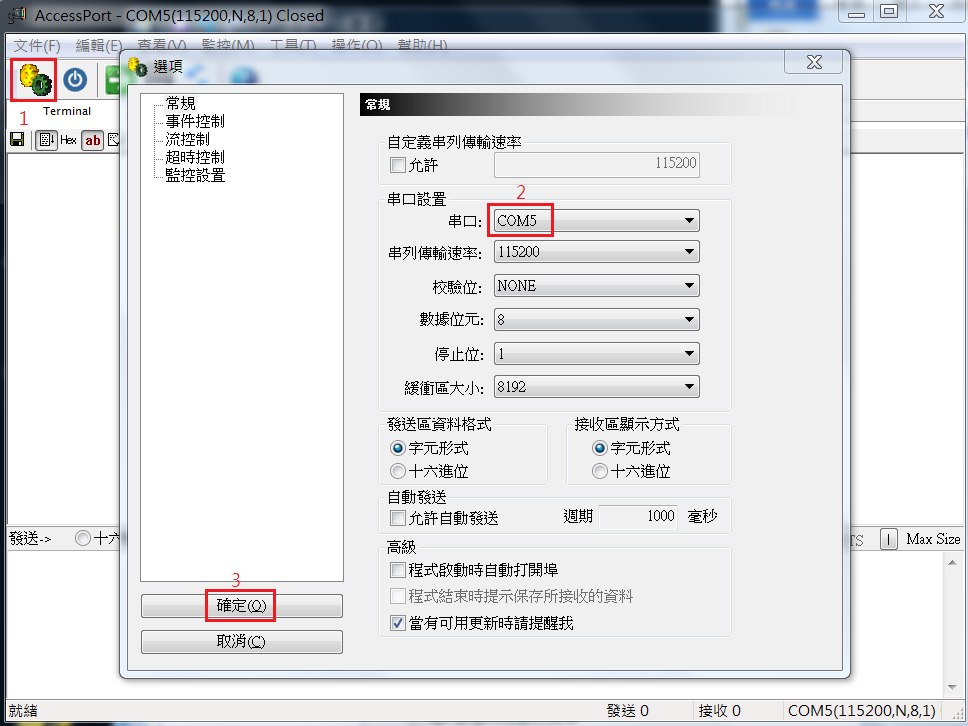 AccessPort - COM5(115200,N,8,1) Closed
文件(F) 編輯(E) 查看(V) 監控(M) 工具(T) 操作(O) 幫助(H)
選項
1
Terminal
Hex
ab
常規
事件控制
流控制
超時控制
監控設置
常規
自定義串列傳輸速率
允許 115200
串口設置
2
串口: COM5
串列傳輸速率: 115200
校驗位: NONE
數據位元: 8
停止位: 1
緩衝區大小: 8192
發送區資料格式
字元形式
十六進位
接收區顯示方式
字元形式
十六進位
自動發送
允許自動發送 週期 1000 毫秒
高級
程式啟動時自動打開埠
程式結束時提示保存所接收的資料
當有可用更新時請提醒我
3
確定(O)
取消(C)
發送-> 十六
TS Max Size
就緒 發送 0 接收 0 COM5(115200,N,8,1)